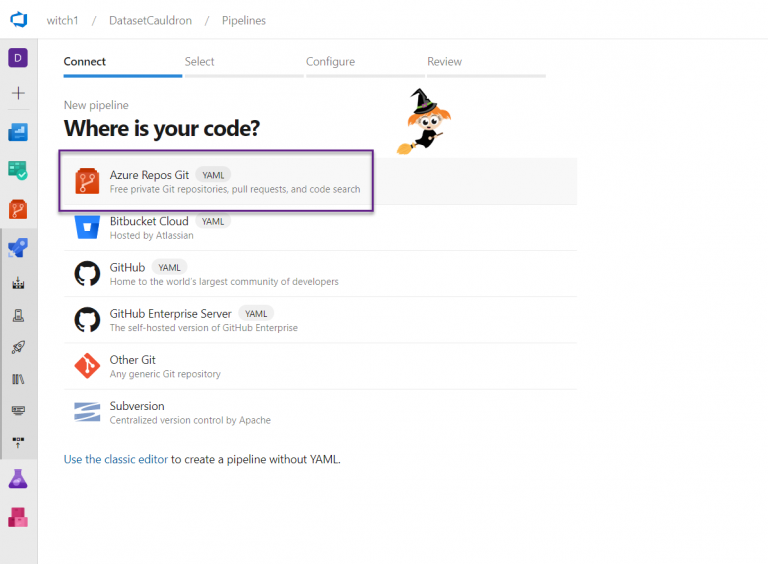 witch1 / DatasetCauldron / Pipelines
D
Connect Select Configure Review
New pipeline
Where is your code?
Azure Repos Git YAML
Free private Git repositories, pull requests, and code search
Bitbucket Cloud YAML
Hosted by Atlassian
GitHub YAML
Home to the world's largest community of developers
GitHub Enterprise Server YAML
The self-hosted version of GitHub Enterprise
Other Git
Any generic Git repository
Subversion
Centralized version control by Apache
Use the classic editor to create a pipeline without YAML.